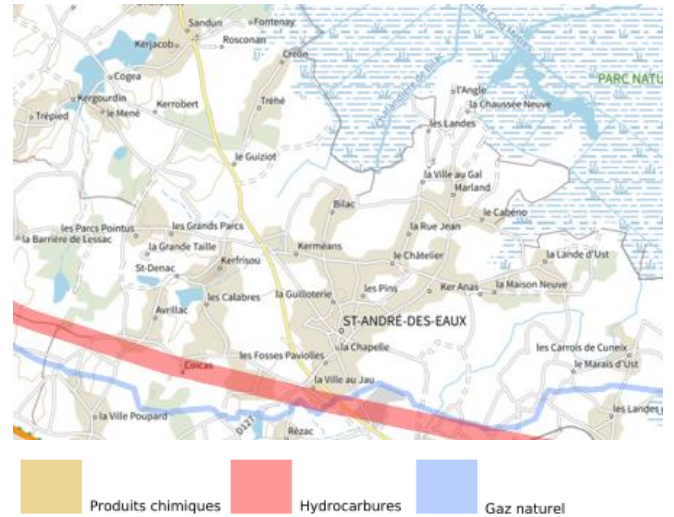 Sandun
Fontenay
Rosconan
Kerjacob
Crélin
Cogea
Kergourdin
Kerrobert
Tréhé
Trépied
le Mené
le Guiziot
PARC NATU
l'Angle
la Chaussée Neuve
les Landes
la Ville au Gal
Marland
Bilac
le Cabéno
les Parcs Pointus
les Grands Parcs
la Rue Jean
la Barrière de Lessac
la Grande Taille
Kerméans
Kerfrisou
le Châtelier
la Lande d'Ust
St-Denac
les Calabres
la Guilloterie
les Pins
Ker Anas
la Maison Neuve
Avrillac
ST-ANDRÉ-DES-EAUX
les Fosses Paviolles
la Chapelle
les Carrois de Cuneix
Coicas
le Marais d'Ust
la Ville au Jau
la Ville Poupard
D127
Rézac
les Landes
Produits chimiques
Hydrocarbures
Gaz naturel